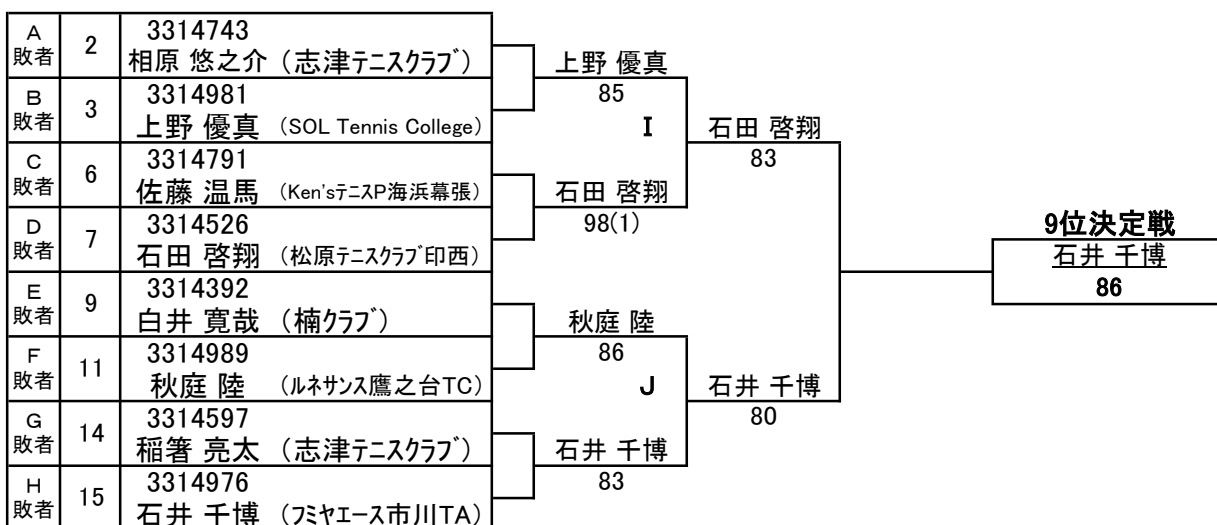 A
敗者
2
3314743
相原 悠之介 (志津テニスクラブ)
B
敗者
3
3314981
上野 優真 (SOL Tennis College)
C
敗者
6
3314791
佐藤 温馬 (Ken'sテニスP海浜幕張)
D
敗者
7
3314526
石田 啓翔 (松原テニスクラブ印西)
E
敗者
9
3314392
白井 寛哉 (楠クラブ)
F
敗者
11
3314989
秋庭 陸 (ルネサンス鷹之台TC)
G
敗者
14
3314597
稲箸 亮太 (志津テニスクラブ)
H
敗者
15
3314976
石井 千博 (フミヤエース市川TA)
上野 優真
85
I
石田 啓翔
98(1)
秋庭 陸
86
J
石井 千博
83
石田 啓翔
83
石井 千博
80
9位決定戦
石井 千博
86